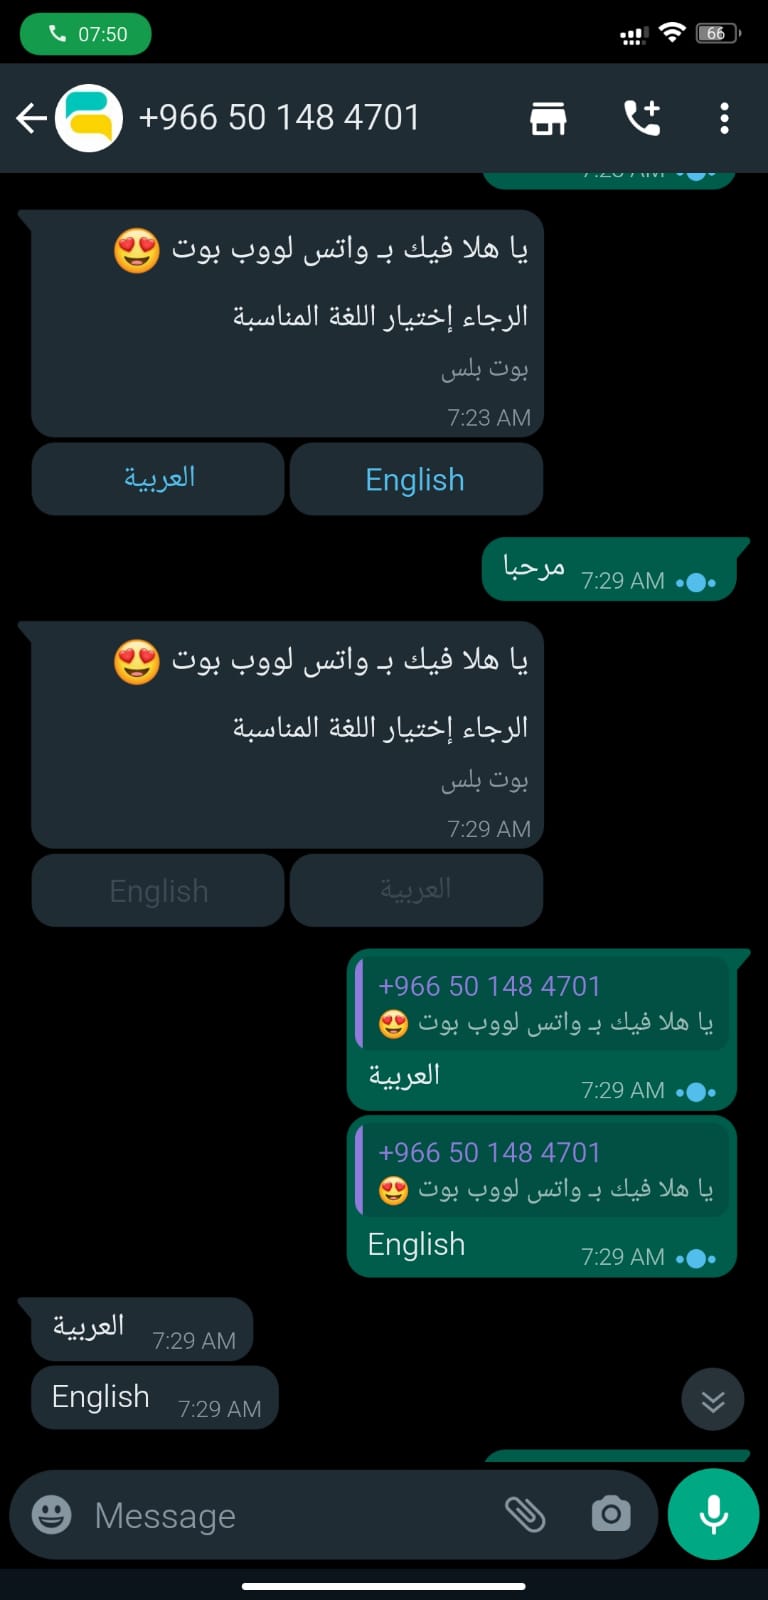 07:50
66
+966 50 148 4701
يا هلا فيك بـ واتس لووب بوت 😍
الرجاء إختيار اللغة المناسبة
بوت بلس
7:23 AM
العربية
English
مرحبا
7:29 AM
يا هلا فيك بـ واتس لووب بوت 😍
الرجاء إختيار اللغة المناسبة
بوت بلس
7:29 AM
English
العربية
+966 50 148 4701
يا هلا فيك بـ واتس لووب بوت 😍
العربية
7:29 AM
+966 50 148 4701
يا هلا فيك بـ واتس لووب بوت 😍
English
7:29 AM
العربية
7:29 AM
English
7:29 AM
Message